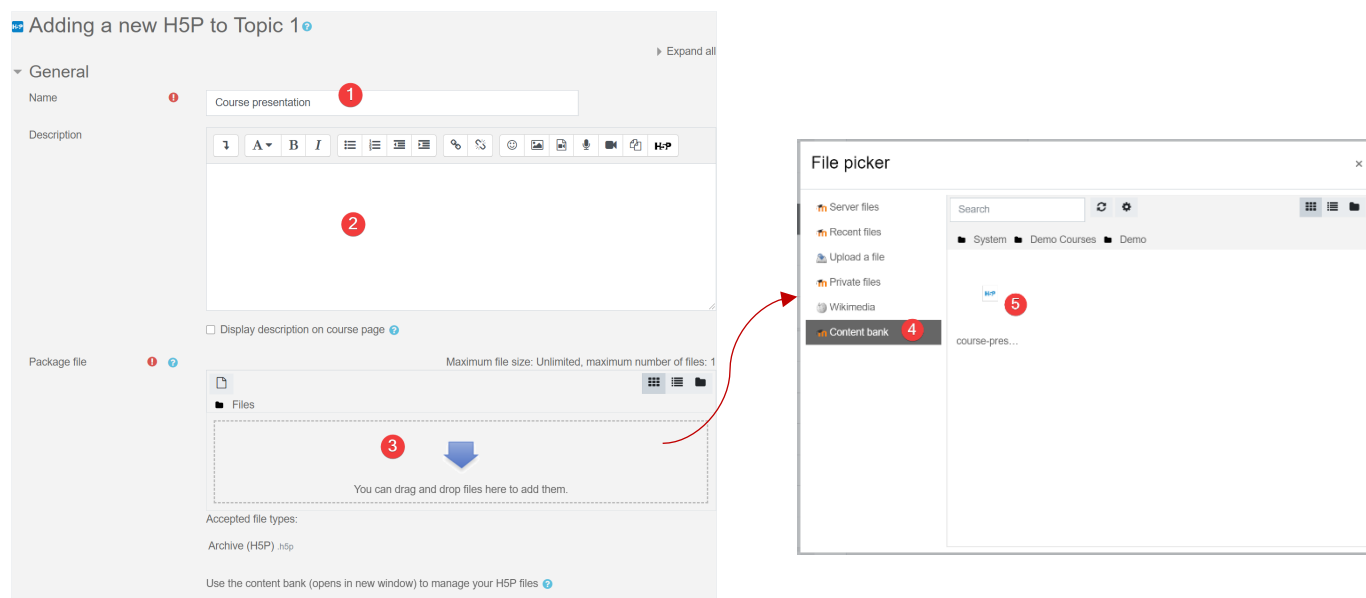 H5P Adding a new H5P to Topic 1 ?
Expand all
General
Name !
Course presentation 1
Description
A B I H5P
2
Display description on course page ?
Package file ! ?
Maximum file size: Unlimited, maximum number of files: 1
Files
3
You can drag and drop files here to add them.
Accepted file types:
Archive (H5P) .h5p
Use the content bank (opens in new window) to manage your H5P files ?
File picker ×
Server files
Recent files
Upload a file
Private files
Wikimedia
Content bank 4
Search
System Demo Courses Demo
H5P 5
course-pres...